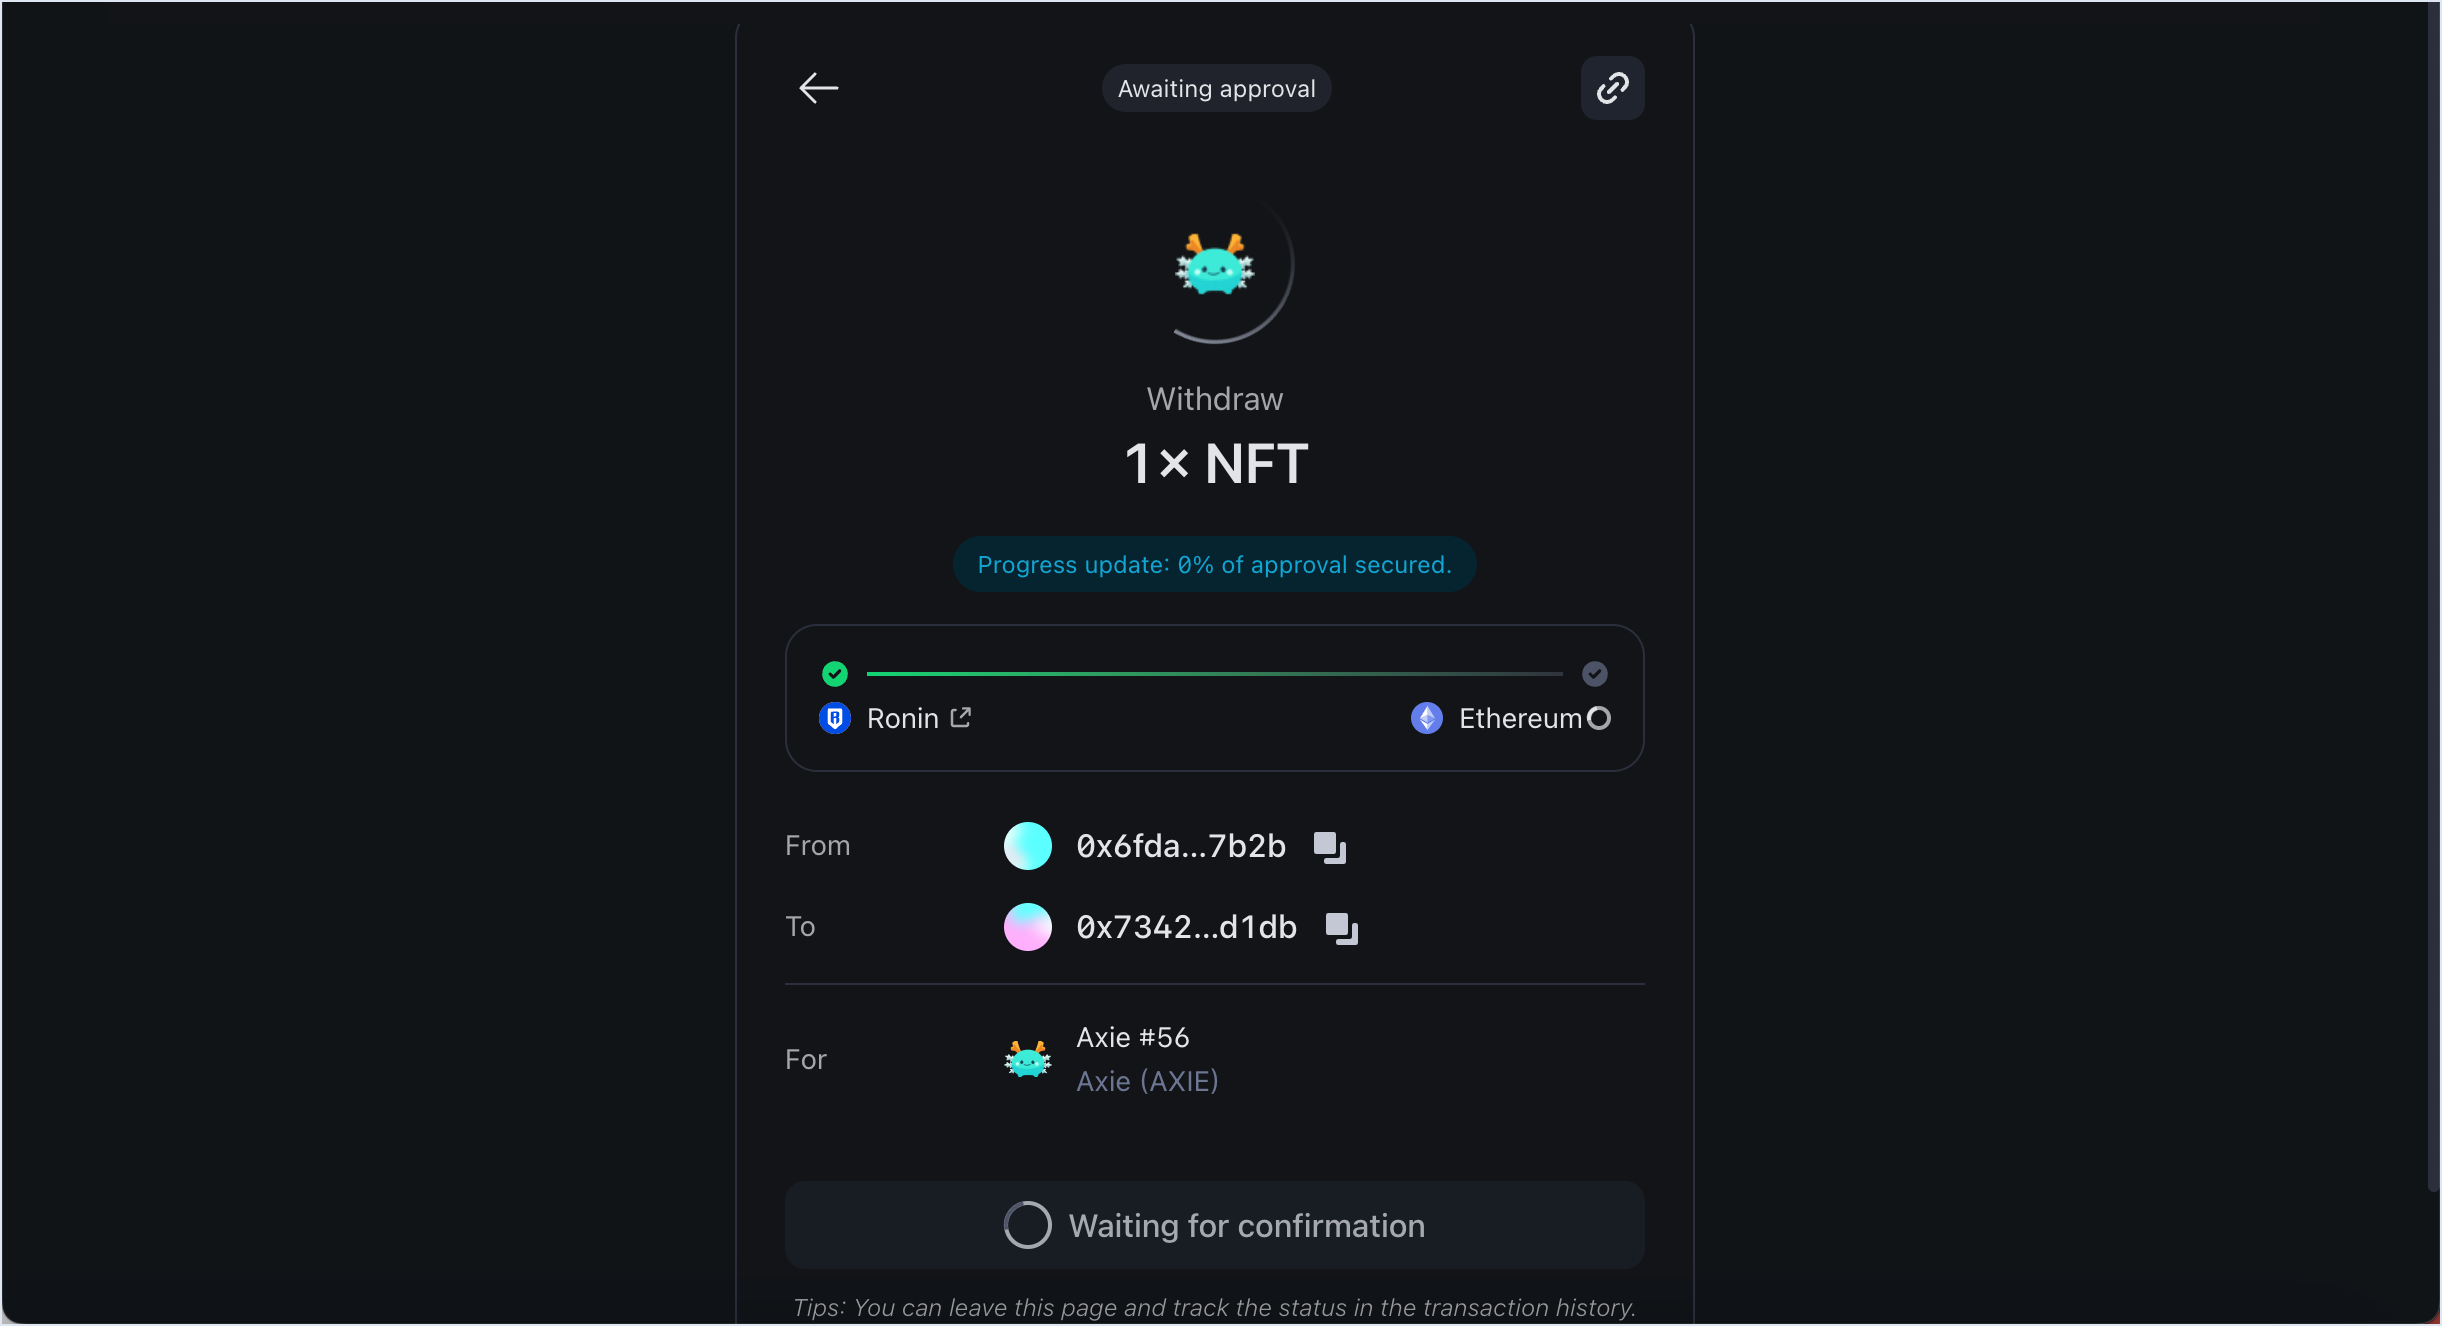 Awaiting approval
Withdraw
1× NFT
Progress update: 0% of approval secured.
Ronin
Ethereum
From
0x6fda...7b2b
To
0x7342...d1db
For
Axie #56
Axie (AXIE)
Waiting for confirmation
Tips: You can leave this page and track the status in the transaction history.